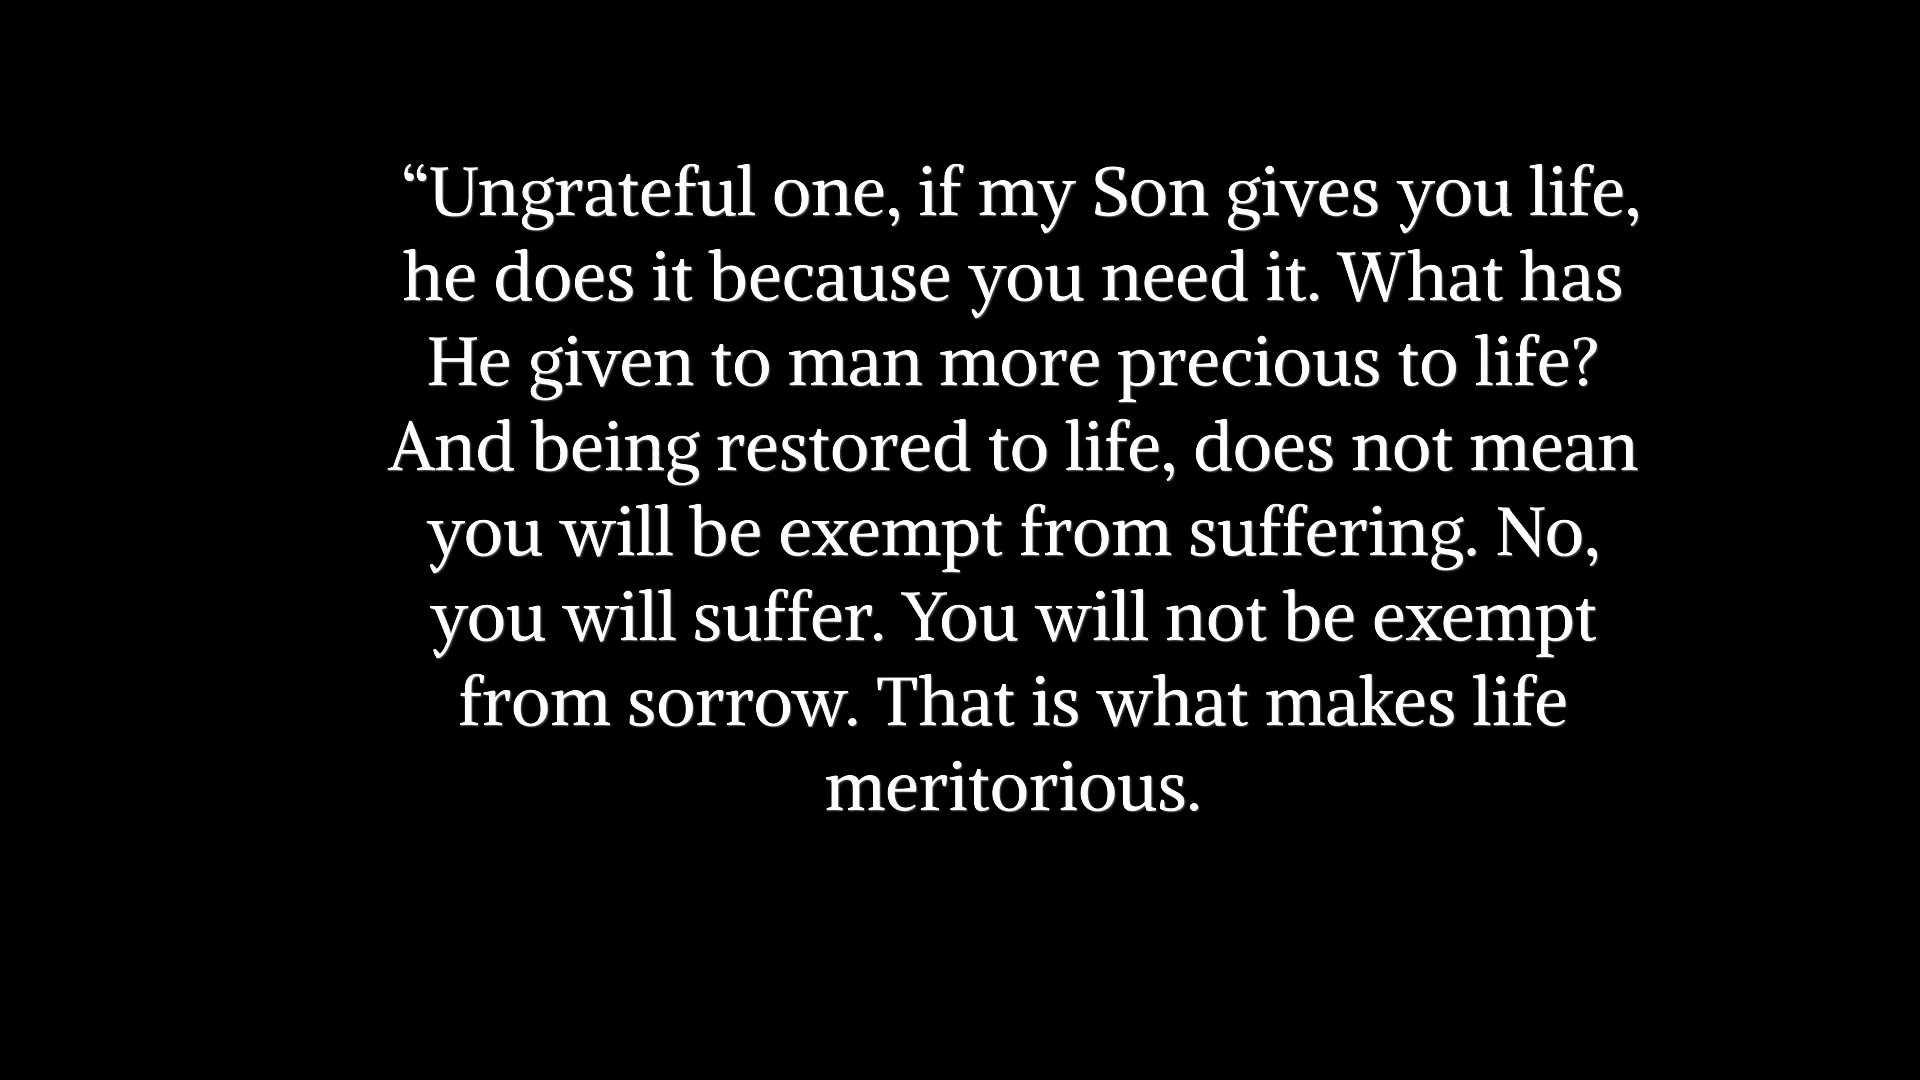 “Ungrateful one, if my Son gives you life,
he does it because you need it. What has
He given to man more precious to life?
And being restored to life, does not mean
you will be exempt from suffering. No,
you will suffer. You will not be exempt
from sorrow. That is what makes life
meritorious.